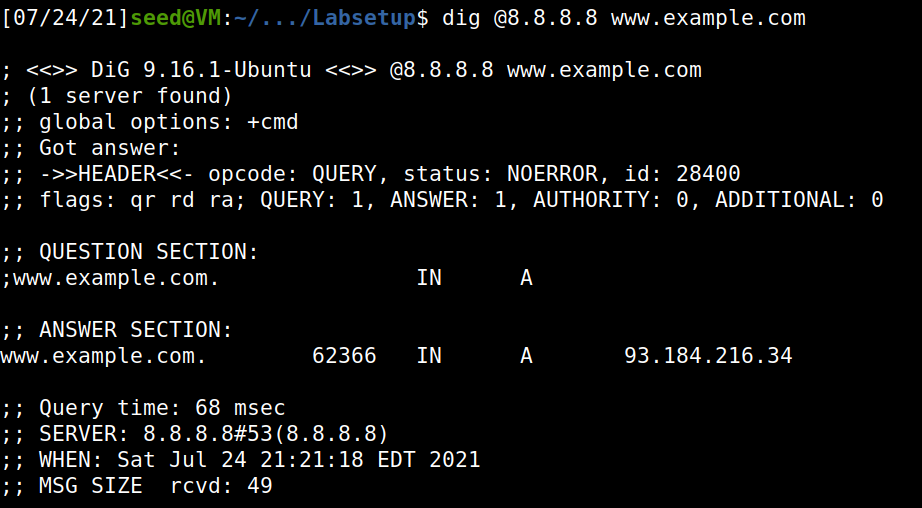 [07/24/21]seed@VM:~/.../Labsetup$ dig @8.8.8.8 www.example.com
; <<>> DiG 9.16.1-Ubuntu <<>> @8.8.8.8 www.example.com
; (1 server found)
;; global options: +cmd
;; Got answer:
;; ->>HEADER<<- opcode: QUERY, status: NOERROR, id: 28400
;; flags: qr rd ra; QUERY: 1, ANSWER: 1, AUTHORITY: 0, ADDITIONAL: 0
;; QUESTION SECTION:
;www.example.com. IN A
;; ANSWER SECTION:
www.example.com. 62366 IN A 93.184.216.34
;; Query time: 68 msec
;; SERVER: 8.8.8.8#53(8.8.8.8)
;; WHEN: Sat Jul 24 21:21:18 EDT 2021
;; MSG SIZE  rcvd: 49